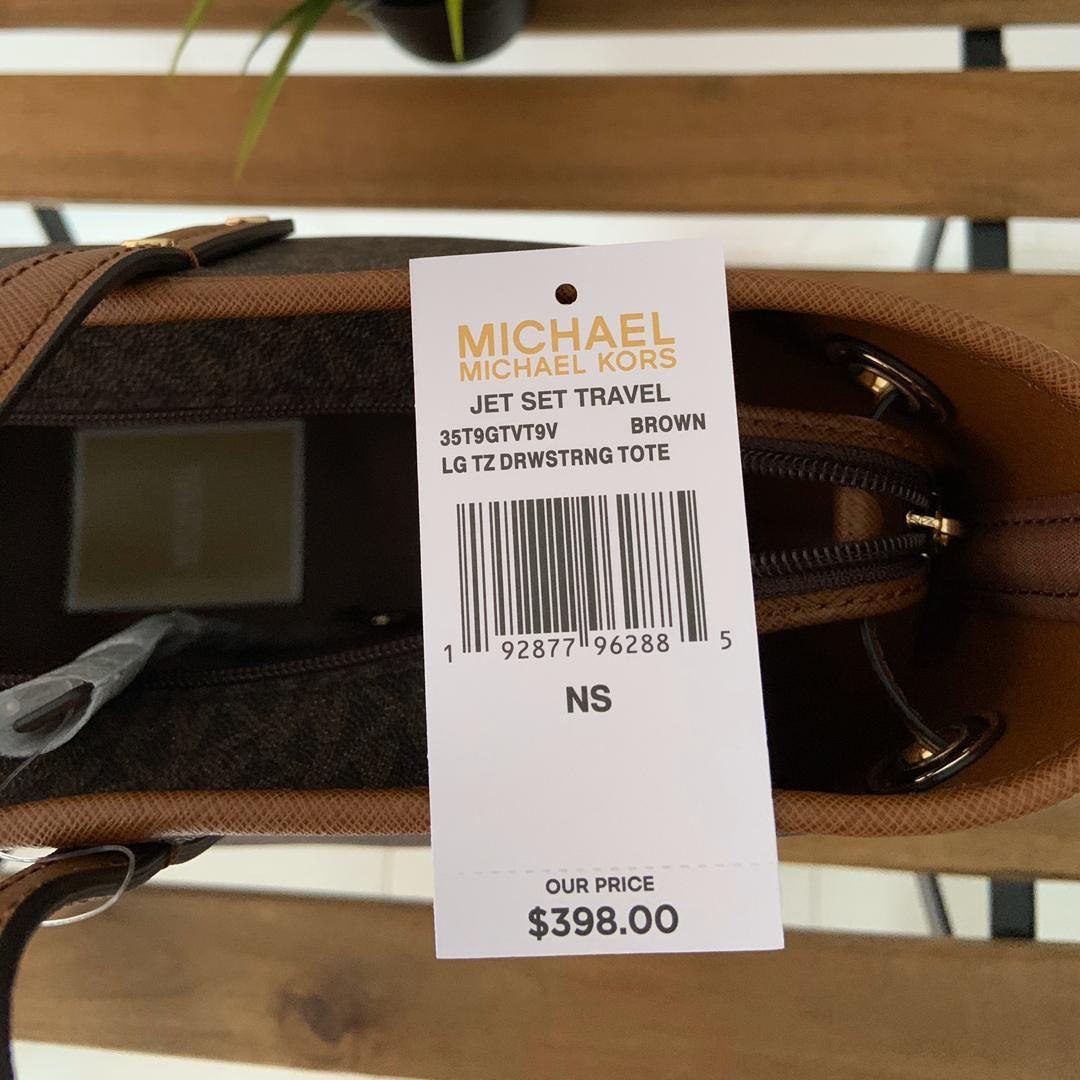 MICHAEL
MICHAEL KORS
JET SET TRAVEL
35T9GTVT9V BROWN
LG TZ DRWSTRNG TOTE
1 92877 96288 5
NS
OUR PRICE
$398.00